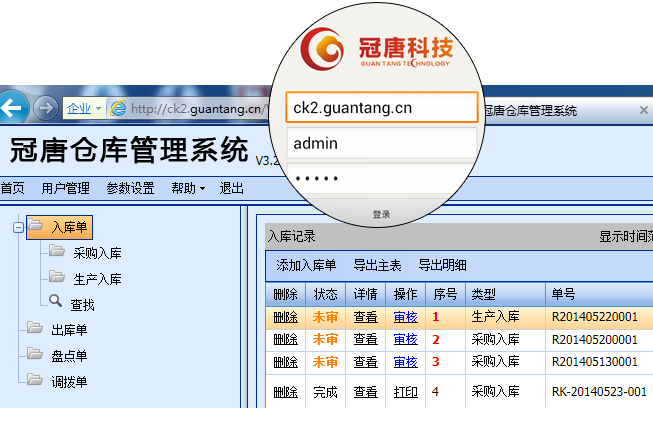 冠唐科技
GUAN TANG TECHNOLOGY
ck2.guantang.cn
admin
登录
企业 http://ck2.guantang.cn/ 冠唐仓库管理系统
冠唐仓库管理系统 V3.2
首页 用户管理 参数设置 帮助 退出
入库单
采购入库
生产入库
查找
出库单
盘点单
调拨单
入库记录 显示时间范
添加入库单 导出主表 导出明细
删除 状态 详情 操作 序号 类型 单号
删除 未审 查看 审核 1 生产入库 R201405220001
删除 未审 查看 审核 2 采购入库 R201405200001
删除 未审 查看 审核 3 采购入库 R201405130001
删除 完成 查看 打印 4 采购入库 RK-20140523-001